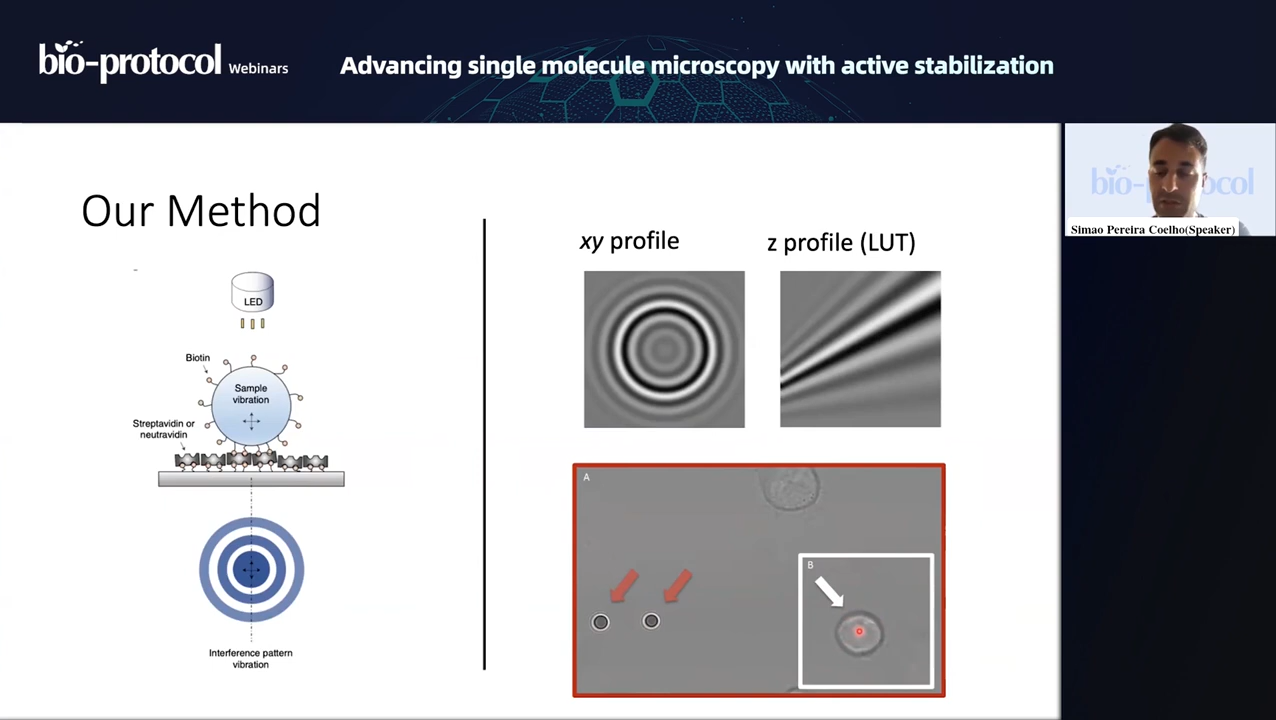 bio-protocol Webinars
Advancing single molecule microscopy with active stabilization
bio-protocol
Simao Pereira Coelho(Speaker)
Our Method
LED
Biotin
Sample
vibration
Streptavidin or
neutravidin
Interference pattern
vibration
xy profile
z profile (LUT)
A
B